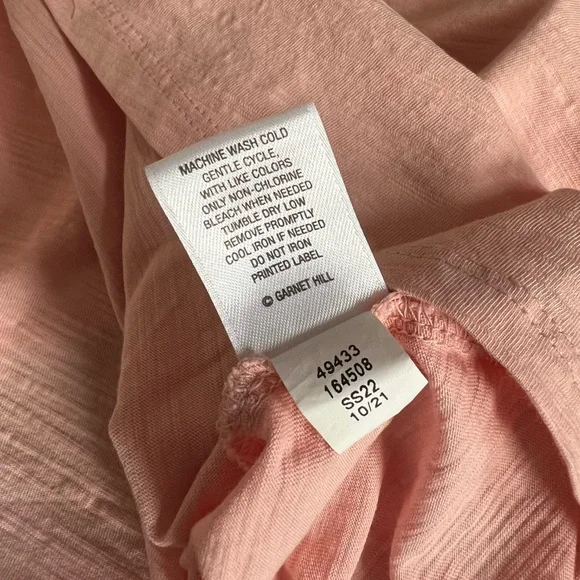 MACHINE WASH COLD
GENTLE CYCLE,
WITH LIKE COLORS
ONLY NON-CHLORINE
BLEACH WHEN NEEDED
TUMBLE DRY LOW
REMOVE PROMPTLY
COOL IRON IF NEEDED
DO NOT IRON
PRINTED LABEL
© GARNET HILL
49433
164508
SS22
10/21